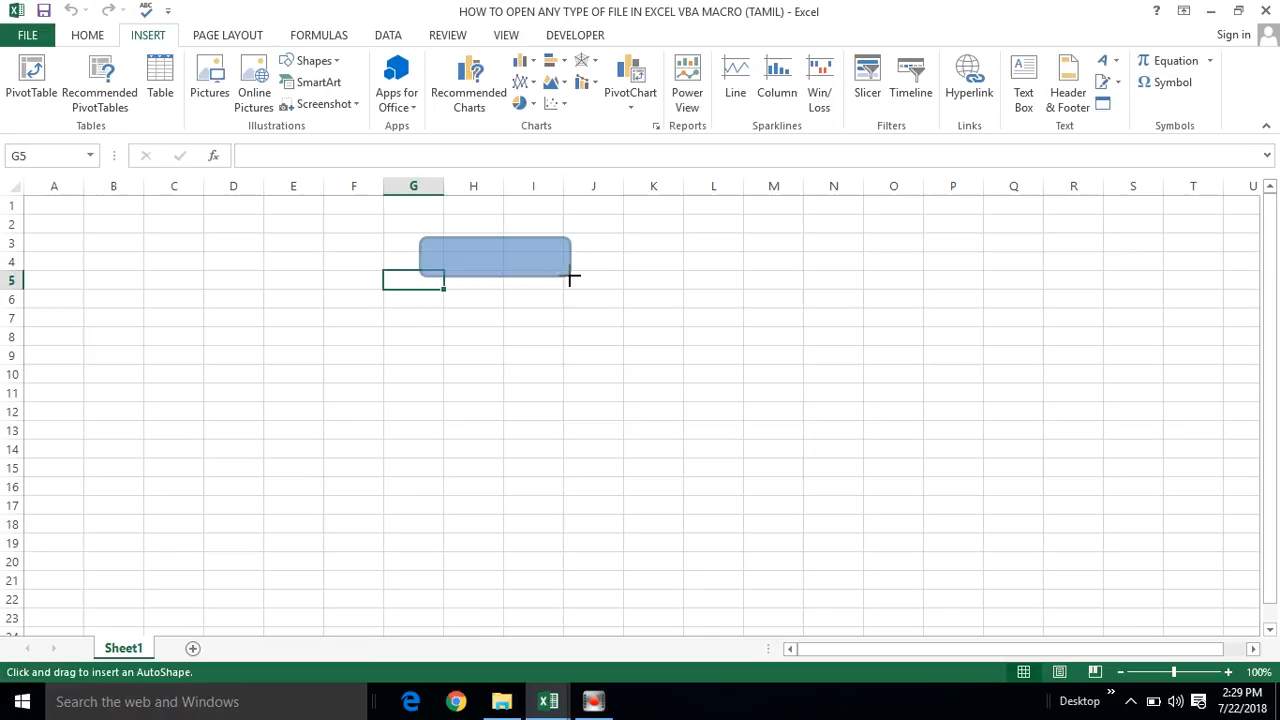 HOW TO OPEN ANY TYPE OF FILE IN EXCEL VBA MACRO (TAMIL) - Excel
FILE HOME INSERT PAGE LAYOUT FORMULAS DATA REVIEW VIEW DEVELOPER Sign in
PivotTable
Recommended PivotTables
Table
Tables
Pictures
Online Pictures
Shapes
SmartArt
Screenshot
Illustrations
Apps for Office
Apps
Recommended Charts
PivotChart
Charts
Power View
Reports
Line
Column
Win/ Loss
Sparklines
Slicer
Timeline
Filters
Hyperlink
Links
Text Box
Header & Footer
Text
Equation
Symbol
Symbols
G5
fx
A B C D E F G H I J K L M N O P Q R S T U
1
2
3
4
5
6
7
8
9
10
11
12
13
14
15
16
17
18
19
20
21
22
23
Sheet1
Click and drag to insert an AutoShape.
100%
Search the web and Windows
Desktop
2:29 PM
7/22/2018